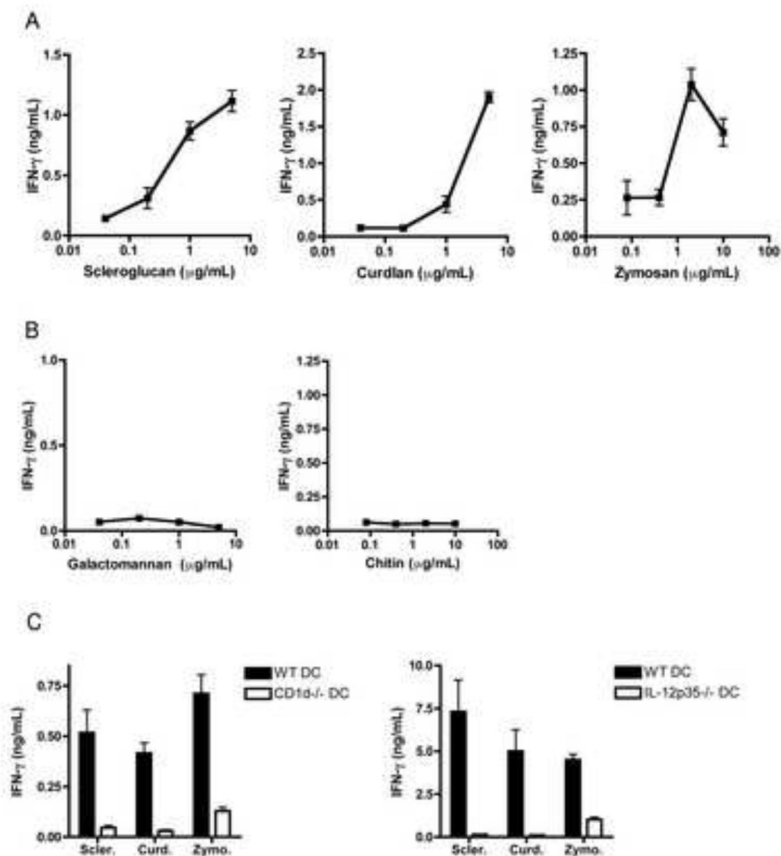 A
IFN-γ (ng/mL)
1.5
1.0
0.5
0.0
0.01 0.1 1 10
Scleroglucan (μg/mL)
IFN-γ (ng/mL)
2.5
2.0
1.5
1.0
0.5
0.0
0.01 0.1 1 10
Curdlan (μg/mL)
IFN-γ (ng/mL)
1.25
1.00
0.75
0.50
0.25
0.00
0.01 0.1 1 10 100
Zymosan (μg/mL)
B
IFN-γ (ng/mL)
1.0
0.5
0.0
0.01 0.1 1 10
Galactomannan (μg/mL)
IFN-γ (ng/mL)
1.25
1.00
0.75
0.50
0.25
0.00
0.01 0.1 1 10 100
Chitin (μg/mL)
C
IFN-γ (ng/mL)
0.75
0.50
0.25
0.00
Scler. Curd. Zymo.
WT DC
CD1d-/- DC
IFN-γ (ng/mL)
10.0
7.5
5.0
2.5
0.0
Scler. Curd. Zymo.
WT DC
IL-12p35-/- DC